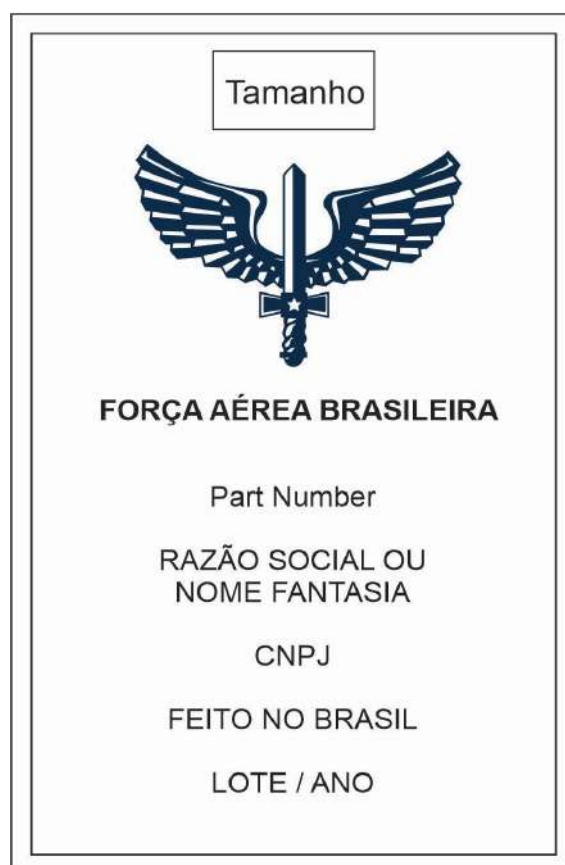 Tamanho
FORÇA AÉREA BRASILEIRA
Part Number
RAZÃO SOCIAL OU
NOME FANTASIA
CNPJ
FEITO NO BRASIL
LOTE / ANO